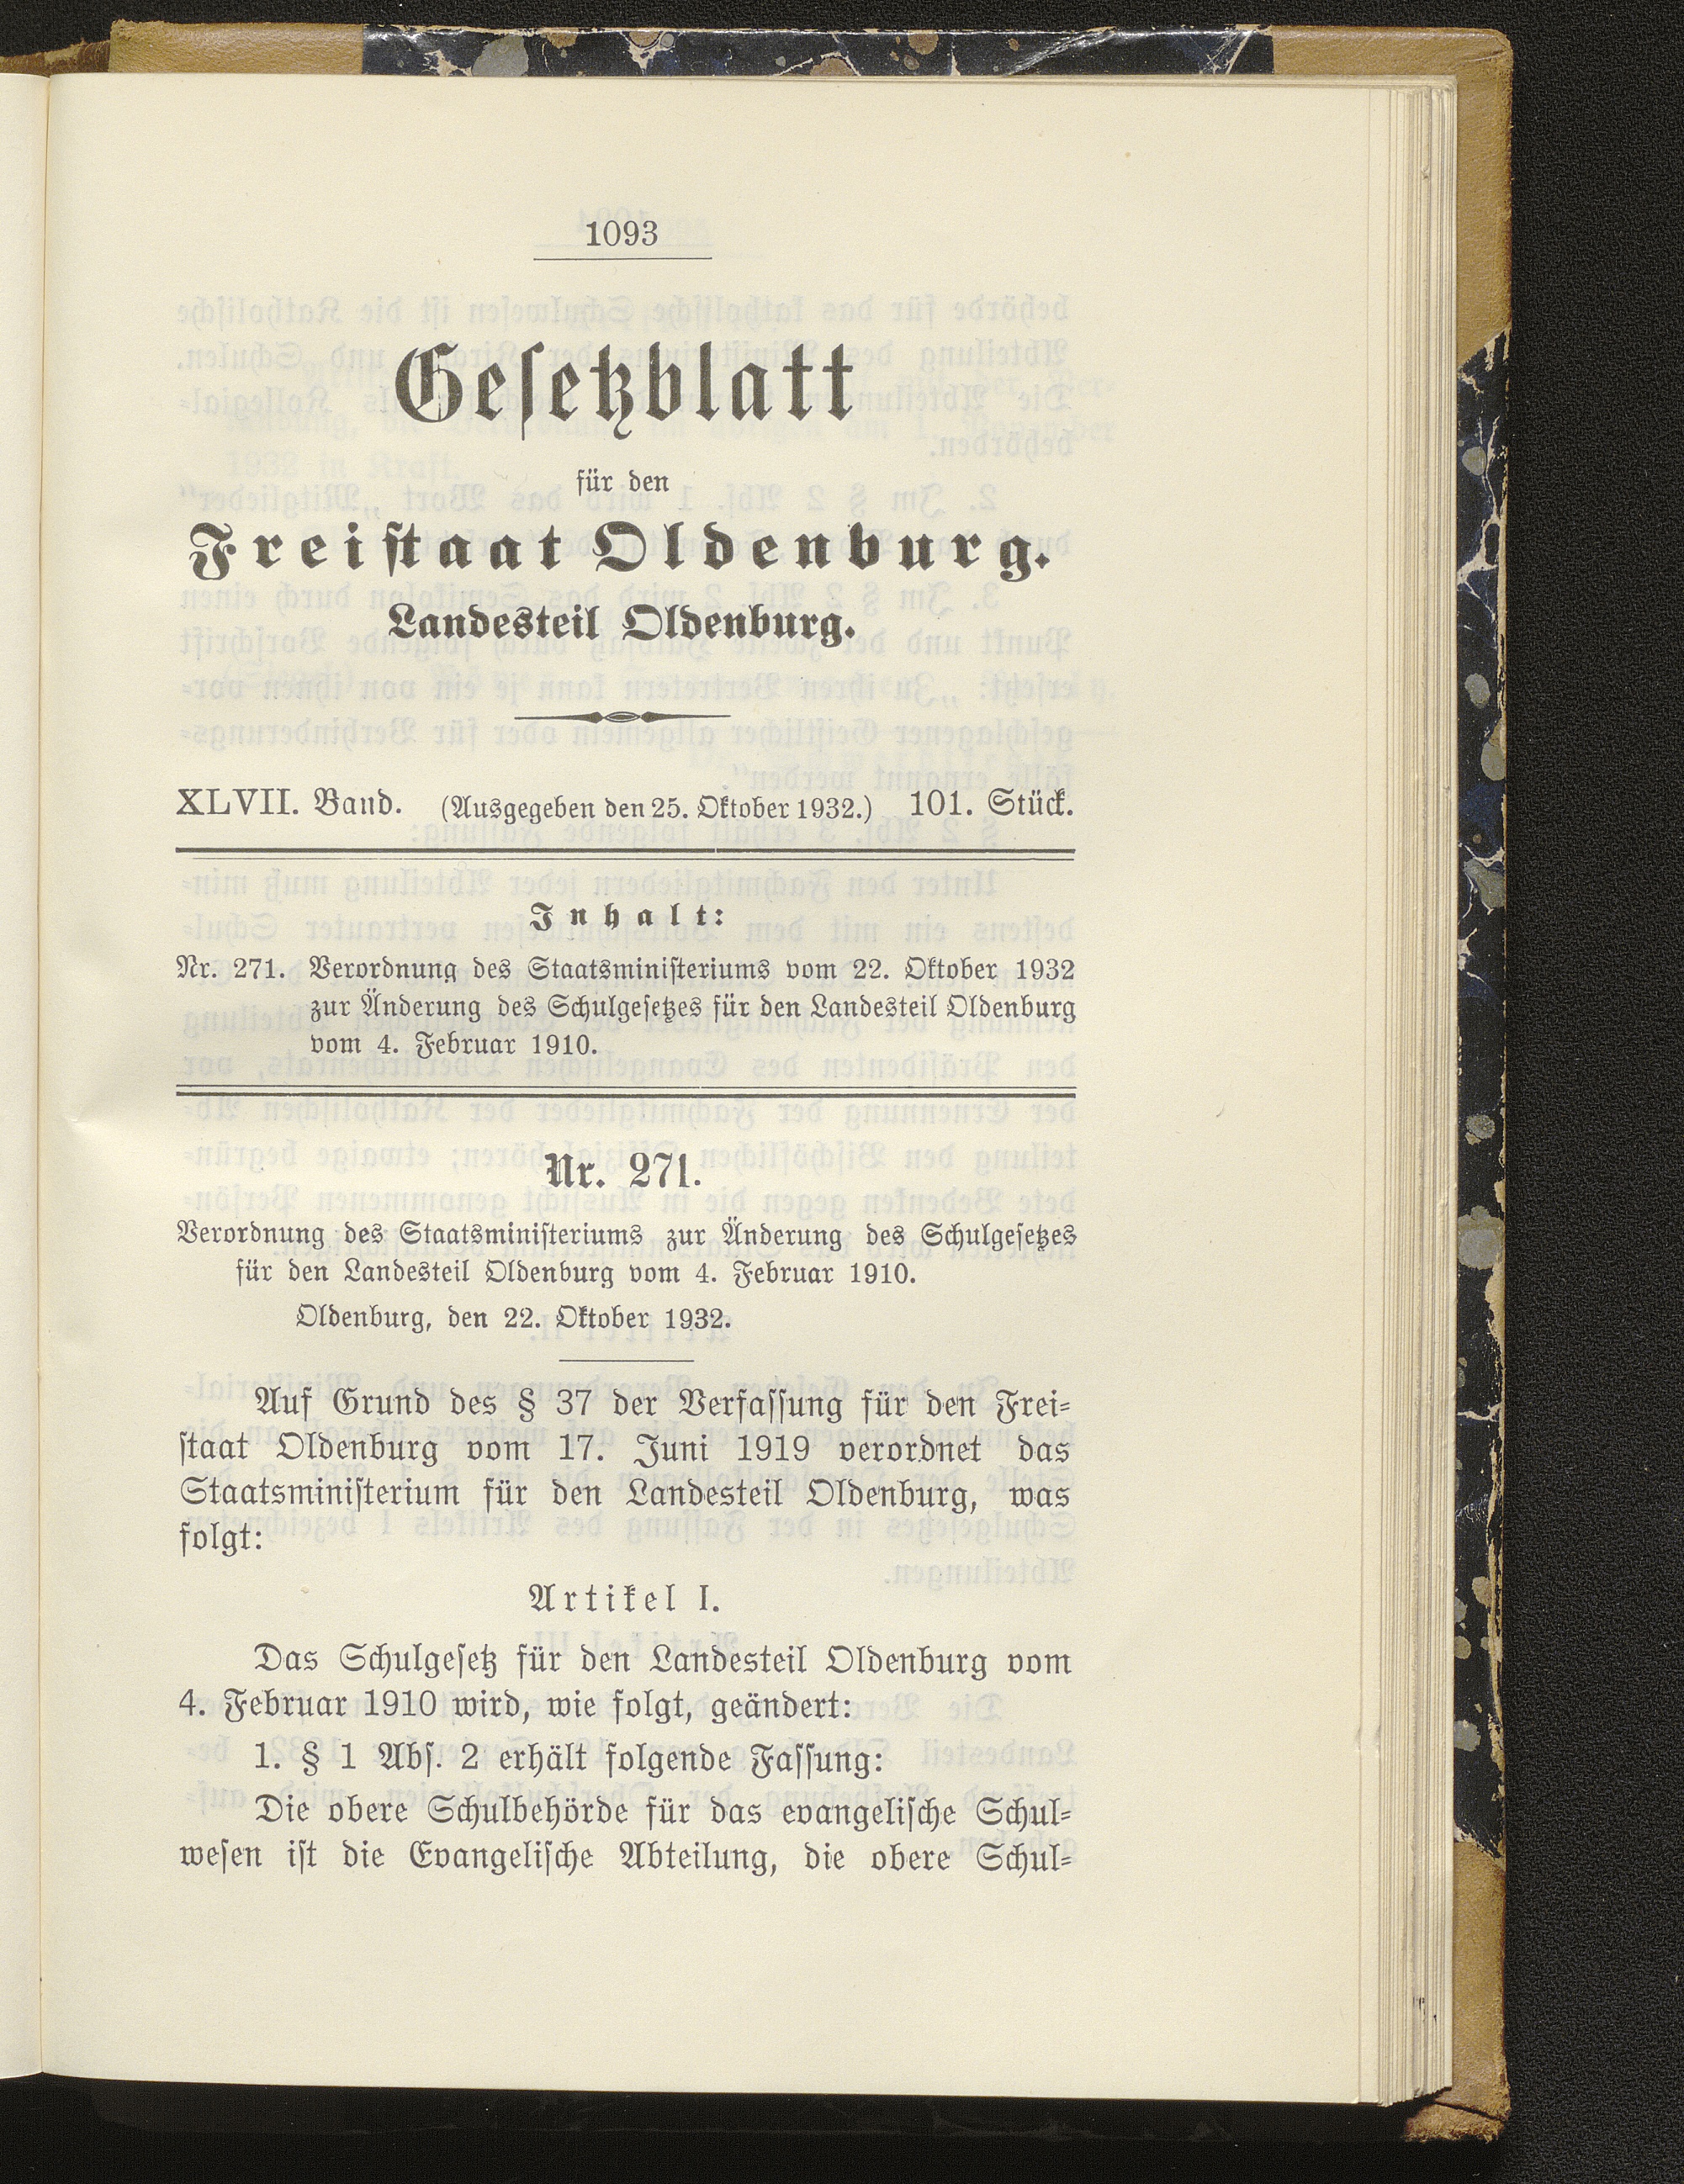 1093
Geſetzblatt
für den
Freiſtaat Oldenburg.
Landesteil Oldenburg.
XLVII. Band. (Ausgegeben den 25. Oktober 1932.) 101. Stück.
Inhalt:
Nr. 271. Verordnung des Staatsminiſteriums vom 22. Oktober 1932
zur Änderung des Schulgeſetzes für den Landesteil Oldenburg
vom 4. Februar 1910.
Nr. 271.
Verordnung des Staatsminiſteriums zur Änderung des Schulgeſetzes
für den Landesteil Oldenburg vom 4. Februar 1910.
Oldenburg, den 22. Oktober 1932.
Auf Grund des § 37 der Verfaſſung für den Frei-
ſtaat Oldenburg vom 17. Juni 1919 verordnet das
Staatsminiſterium für den Landesteil Oldenburg, was
folgt:
Artikel I.
Das Schulgeſetz für den Landesteil Oldenburg vom
4. Februar 1910 wird, wie folgt, geändert:
1. § 1 Abſ. 2 erhält folgende Faſſung:
Die obere Schulbehörde für das evangeliſche Schul-
weſen iſt die Evangeliſche Abteilung, die obere Schul-